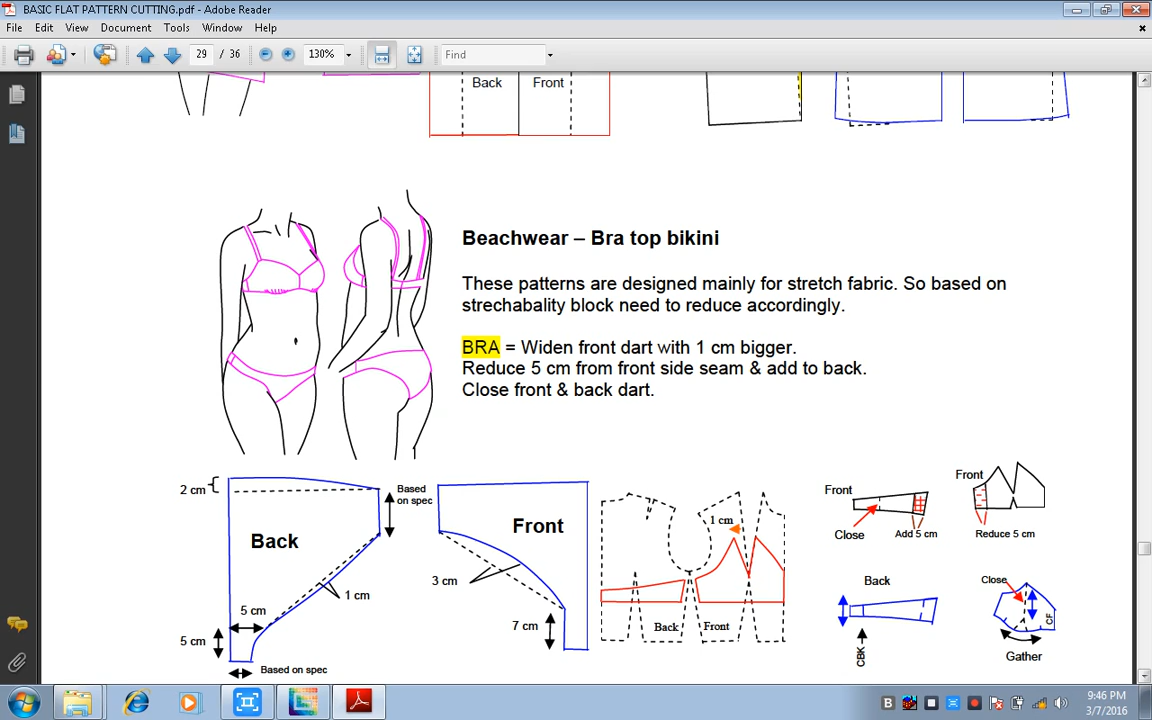 BASIC FLAT PATTERN CUTTING.pdf - Adobe Reader
File Edit View Document Tools Window Help
29 / 36 130% Find
Back Front
Beachwear – Bra top bikini
These patterns are designed mainly for stretch fabric. So based on
strechabality block need to reduce accordingly.
BRA = Widen front dart with 1 cm bigger.
Reduce 5 cm from front side seam & add to back.
Close front & back dart.
2 cm
Based
on spec
Back
1 cm
5 cm
5 cm
Based on spec
Front
3 cm
7 cm
1 cm
Back Front
Front
Close
Add 5 cm
Front
Reduce 5 cm
Back
CBK
Close
CF
Gather
9:46 PM
3/7/2016